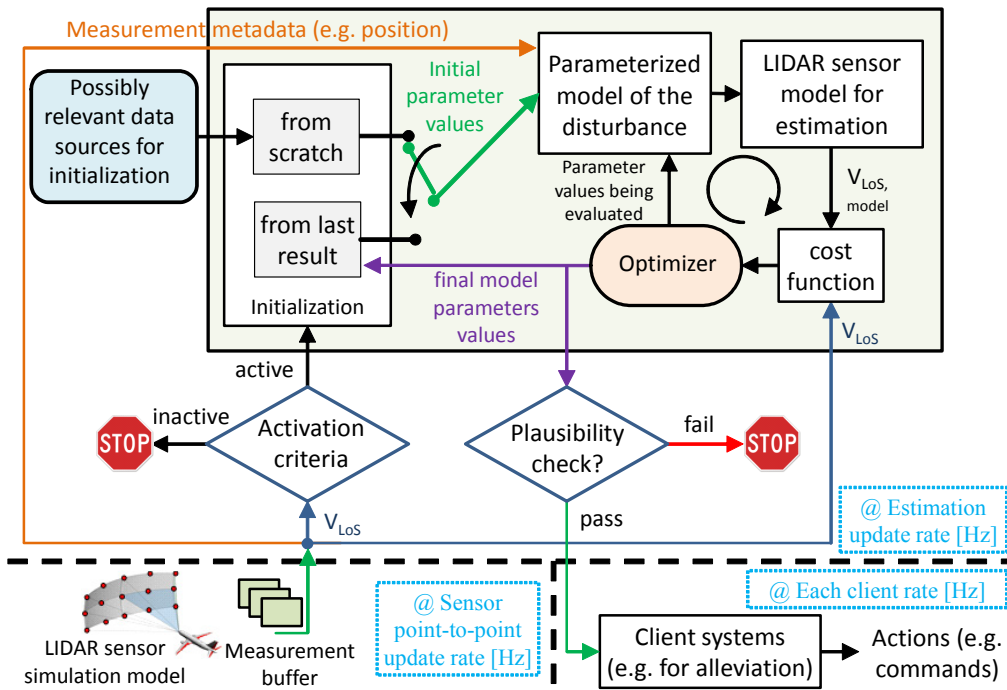 Measurement metadata (e.g. position)
Possibly
relevant data
sources for
initialization
from
scratch
from last
result
Initialization
Initial
parameter
values
Parameterized
model of the
disturbance
LIDAR sensor
model for
estimation
Parameter
values being
evaluated
V LoS,
model
Optimizer
cost
function
final model
parameters
values
V LoS
active
inactive
STOP
Activation
criteria
Plausibility
check?
fail
STOP
pass
V LoS
@ Estimation
update rate [Hz]
LIDAR sensor
simulation model
Measurement
buffer
@ Sensor
point-to-point
update rate [Hz]
@ Each client rate [Hz]
Client systems
(e.g. for alleviation)
Actions (e.g.
commands)